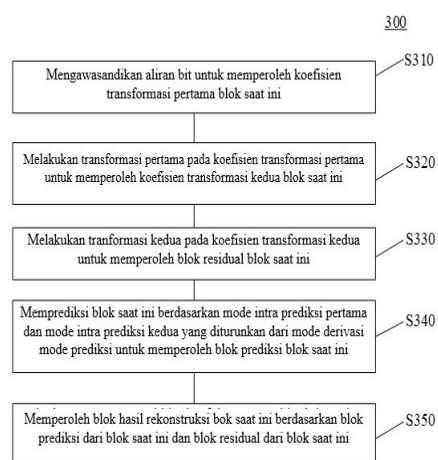 300
Mengawasandikan aliran bit untuk memperoleh koefisien
transformasi pertama blok saat ini
S310
Melakukan transformasi pertama pada koefisien transformasi pertama
untuk memperoleh koefisien transformasi kedua blok saat ini
S320
Melakukan tranformasi kedua pada koefisien transformasi kedua
untuk memperoleh blok residual blok saat ini
S330
Memprediksi blok saat ini berdasarkan mode intra prediksi pertama
dan mode intra prediksi kedua yang diturunkan dari mode derivasi
mode prediksi untuk memperoleh blok prediksi blok saat ini
S340
Memperoleh blok hasil rekonstruksi bok saat ini berdasarkan blok
prediksi dari blok saat ini dan blok residual dari blok saat ini
S350